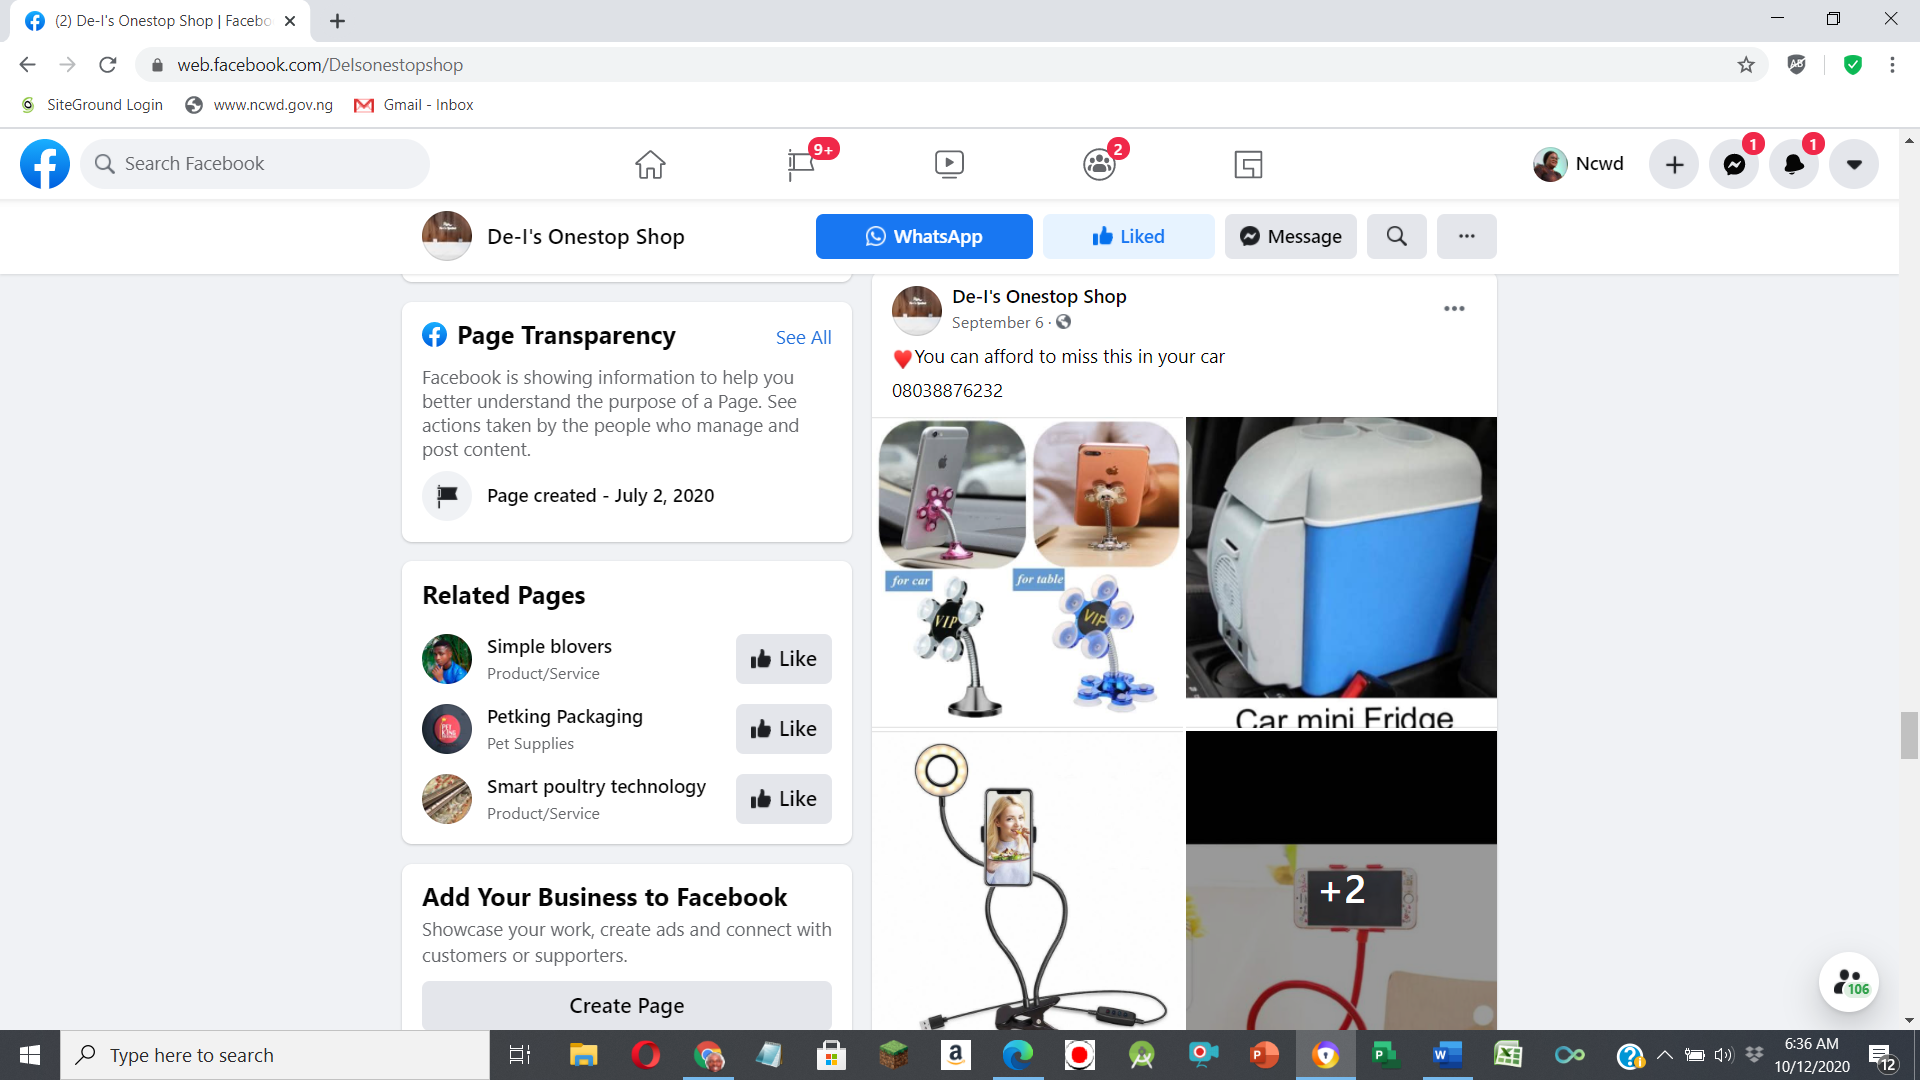 (2) De-I's Onestop Shop | Facebo
web.facebook.com/Delsonestopshop
SiteGround Login
www.ncwd.gov.ng
Gmail - Inbox
Search Facebook
9+
2
Ncwd
1
1
De-I's Onestop Shop
WhatsApp
Liked
Message
Page Transparency
See All
Facebook is showing information to help you
better understand the purpose of a Page. See
actions taken by the people who manage and
post content.
Page created - July 2, 2020
Related Pages
Simple blovers
Product/Service
Like
Petking Packaging
Pet Supplies
Like
Smart poultry technology
Product/Service
Like
Add Your Business to Facebook
Showcase your work, create ads and connect with
customers or supporters.
Create Page
De-I's Onestop Shop
September 6 ·
❤️You can afford to miss this in your car
08038876232
for car
for table
VIP
VIP
Car mini Fridge
+2
106
Type here to search
6:36 AM
10/12/2020
12